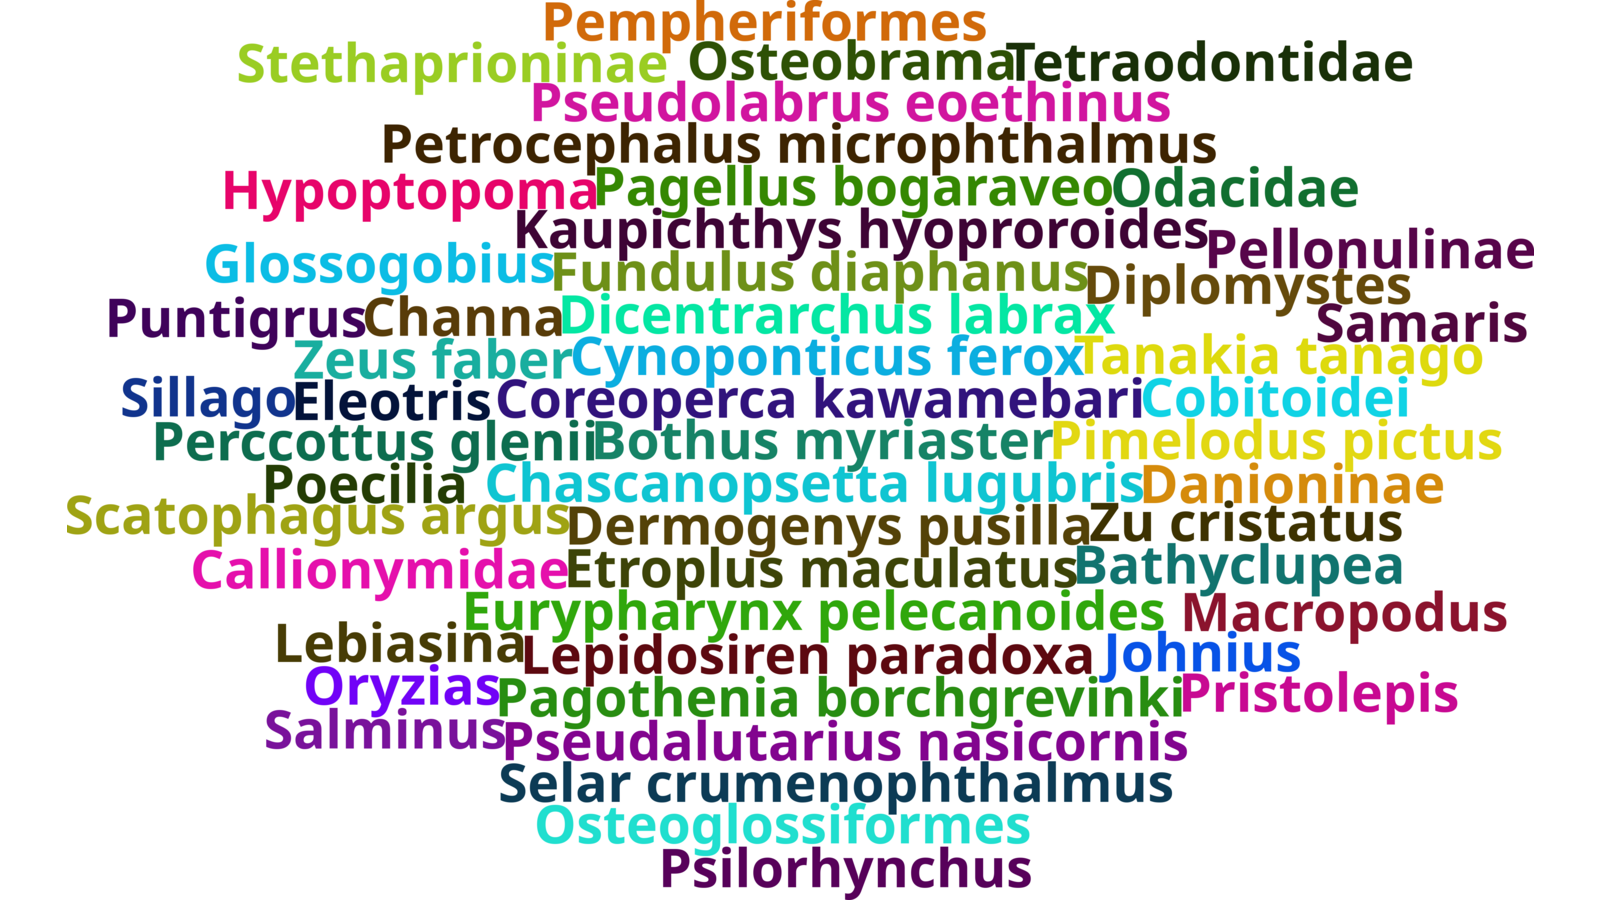 Pempheriformes
Stethaprioninae Osteobrama Tetraodontidae
Pseudolabrus eoethinus
Petrocephalus microphthalmus
Hypoptopoma Pagellus bogaraveo Odacidae
Kaupichthys hyoproroides Pellonulinae
Glossogobius Fundulus diaphanus Diplomystes
Puntigrus Channa Dicentrarchus labrax Samaris
Zeus faber Cynoponticus ferox Tanakia tanago
Sillago Eleotris Coreoperca kawamebari Cobitoidei
Perccottus glenii Bothus myriaster Pimelodus pictus
Poecilia Chascanopsetta lugubris Danioninae
Scatophagus argus Dermogenys pusilla Zu cristatus
Callionymidae Etroplus maculatus Bathyclupea
Eurypharynx pelecanoides Macropodus
Lebiasina Lepidosiren paradoxa Johnius
Oryzias Pagothenia borchgrevinki Pristolepis
Salminus Pseudalutarius nasicornis
Selar crumenophthalmus
Osteoglossiformes
Psilorhynchus